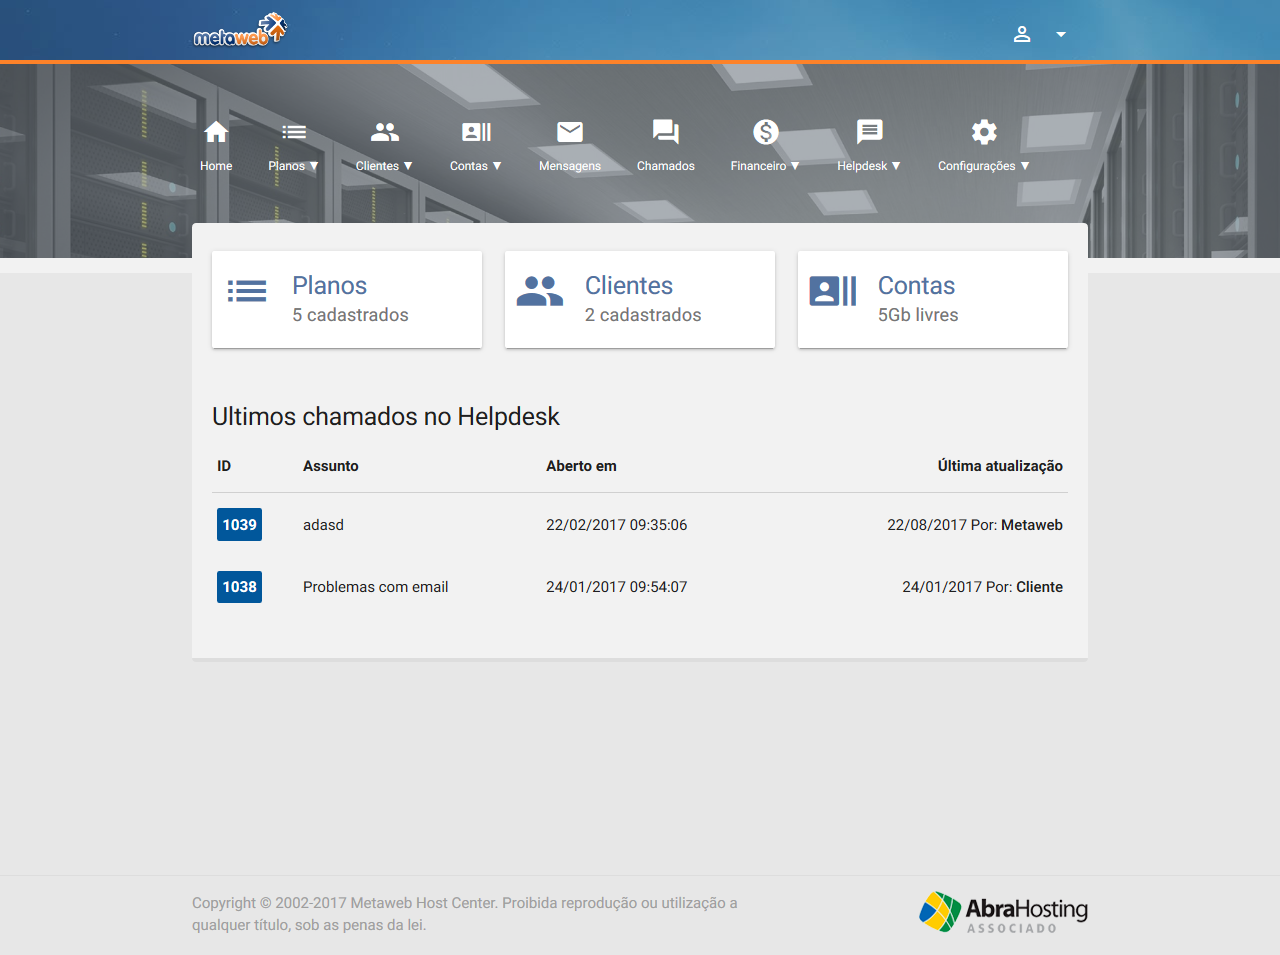 metaweb
Home
Planos ▼
Clientes ▼
Contas ▼
Mensagens
Chamados
Financeiro ▼
Helpdesk ▼
Configurações ▼
Planos
5 cadastrados
Clientes
2 cadastrados
Contas
5Gb livres
Ultimos chamados no Helpdesk
ID Assunto Aberto em Última atualização
1039 adasd 22/02/2017 09:35:06 22/08/2017 Por: Metaweb
1038 Problemas com email 24/01/2017 09:54:07 24/01/2017 Por: Cliente
Copyright © 2002-2017 Metaweb Host Center. Proibida reprodução ou utilização a
qualquer título, sob as penas da lei.
AbraHosting
ASSOCIADO